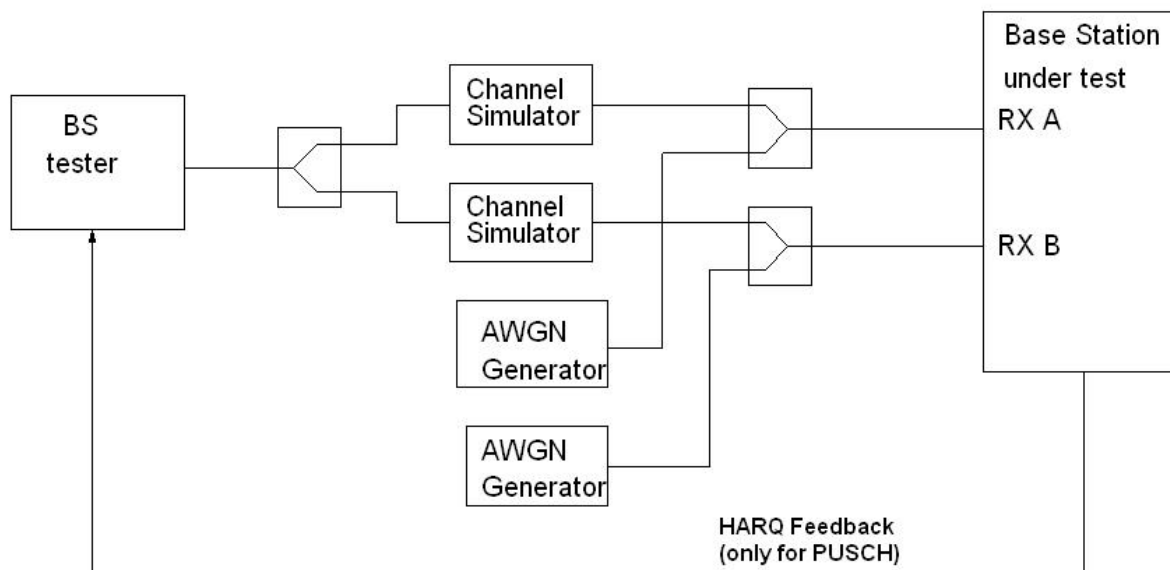 BS
tester
Channel
Simulator
Channel
Simulator
AWGN
Generator
AWGN
Generator
Base Station
under test
RX A
RX B
HARQ Feedback
(only for PUSCH)